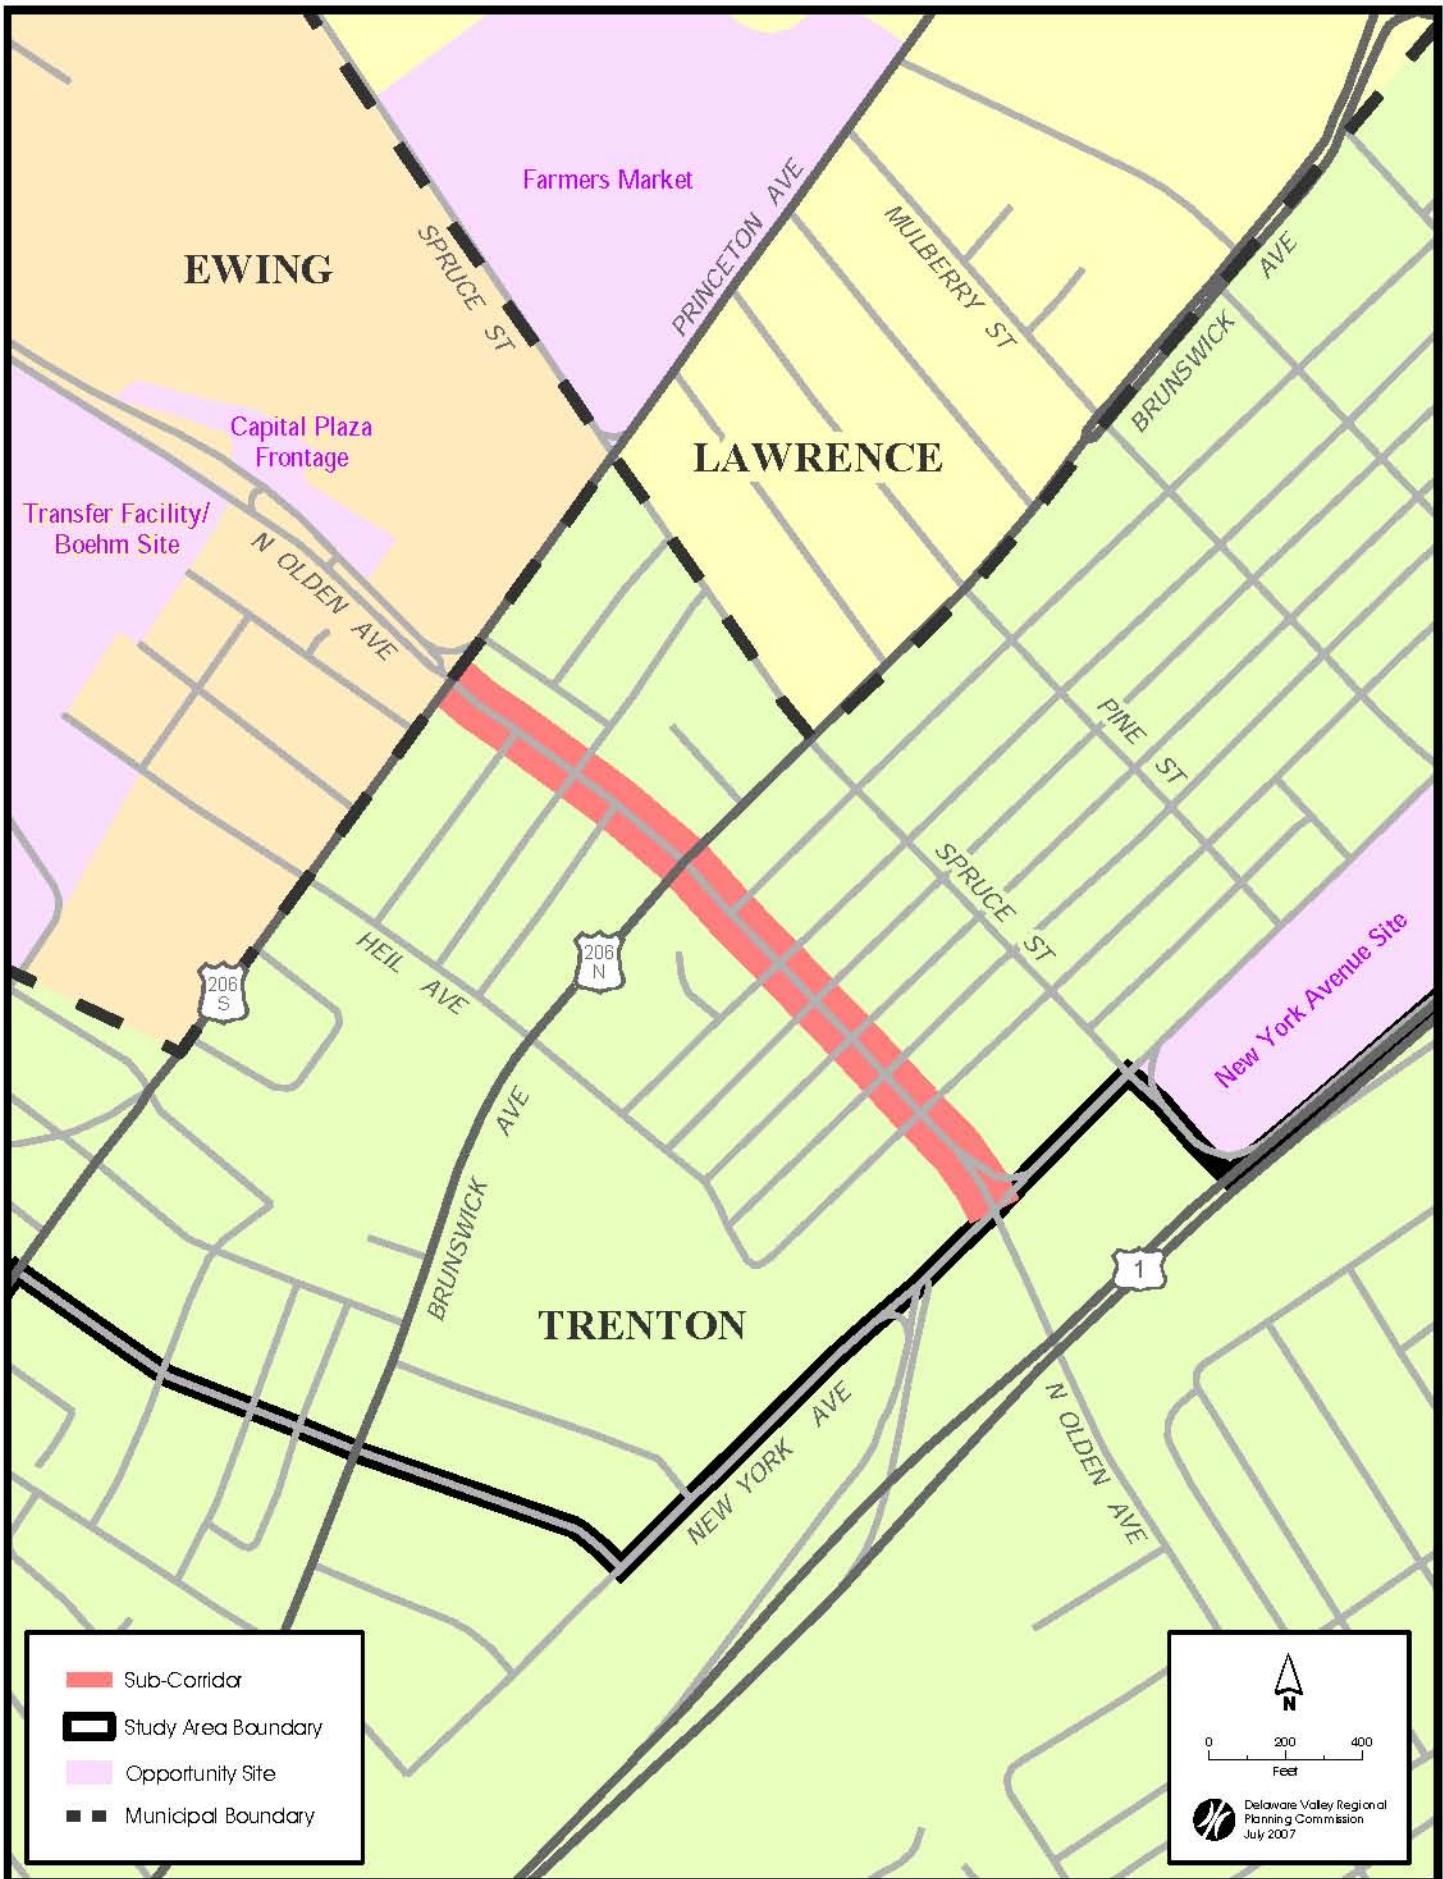 Farmers Market
PRINCETON AVE
SPRUCE ST
MULBERRY ST
EWING
BRUNSWICK AVE
Capital Plaza
Frontage
LAWRENCE
Transfer Facility/
Boehm Site
N OLDEN AVE
PINE ST
SPRUCE ST
HEIL AVE
206
N
206
S
New York Avenue Site
BRUNSWICK AVE
1
TRENTON
NEW YORK AVE
N OLDEN AVE
Sub-Corridor
Study Area Boundary
Opportunity Site
Municipal Boundary
N
0 200 400
Feet
Delaware Valley Regional
Planning Commission
July 2007